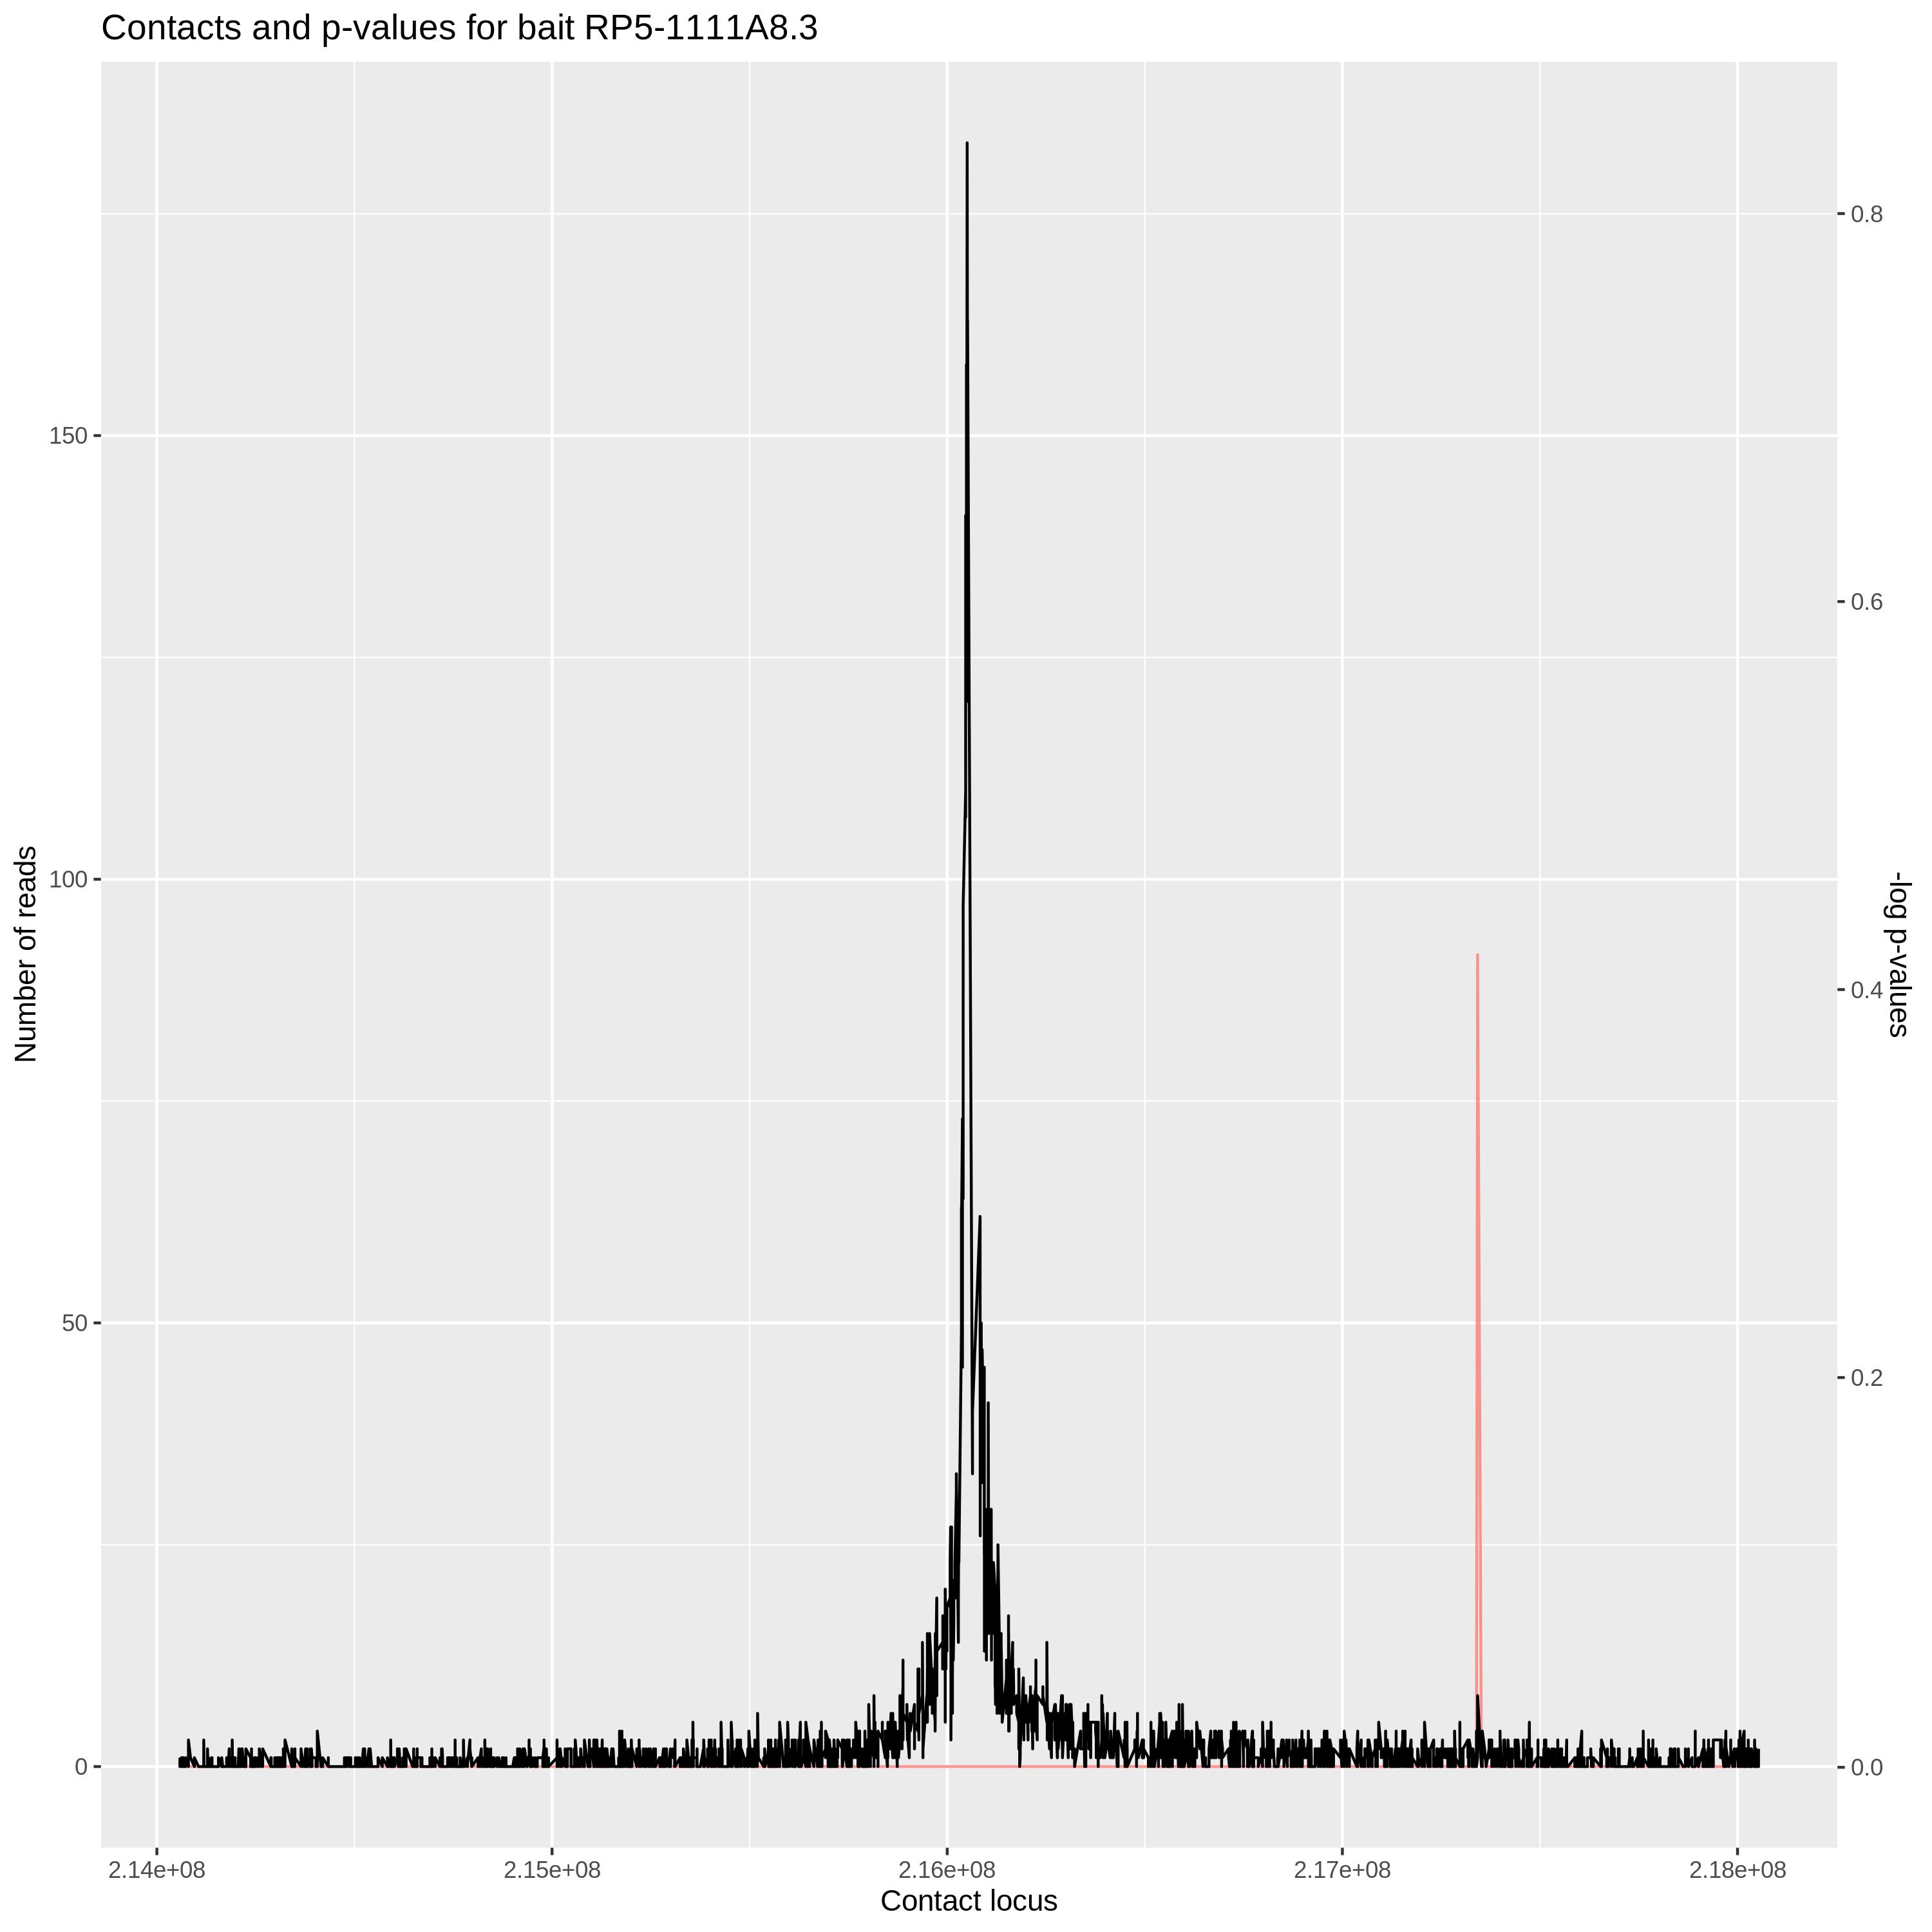 Contacts and p-values for bait RP5-1111A8.3
Number of reads
150
100
50
0
0.8
0.6
0.4
0.2
0.0
-log p-values
2.14e+08
2.15e+08
2.16e+08
2.17e+08
2.18e+08
Contact locus